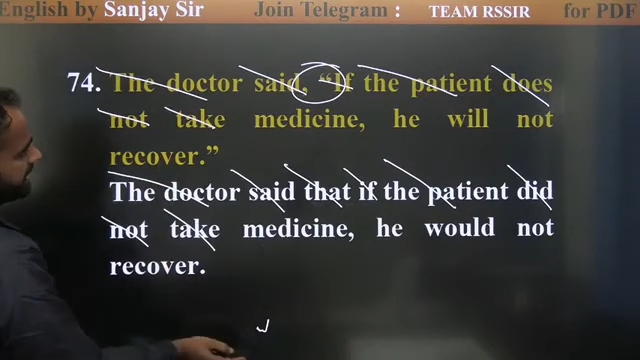 English by Sanjay Sir Join Telegram : TEAM RSSIR for PDF
74. The doctor said, “If the patient does
not take medicine, he will not
recover.”
The doctor said that if the patient did
not take medicine, he would not
recover.